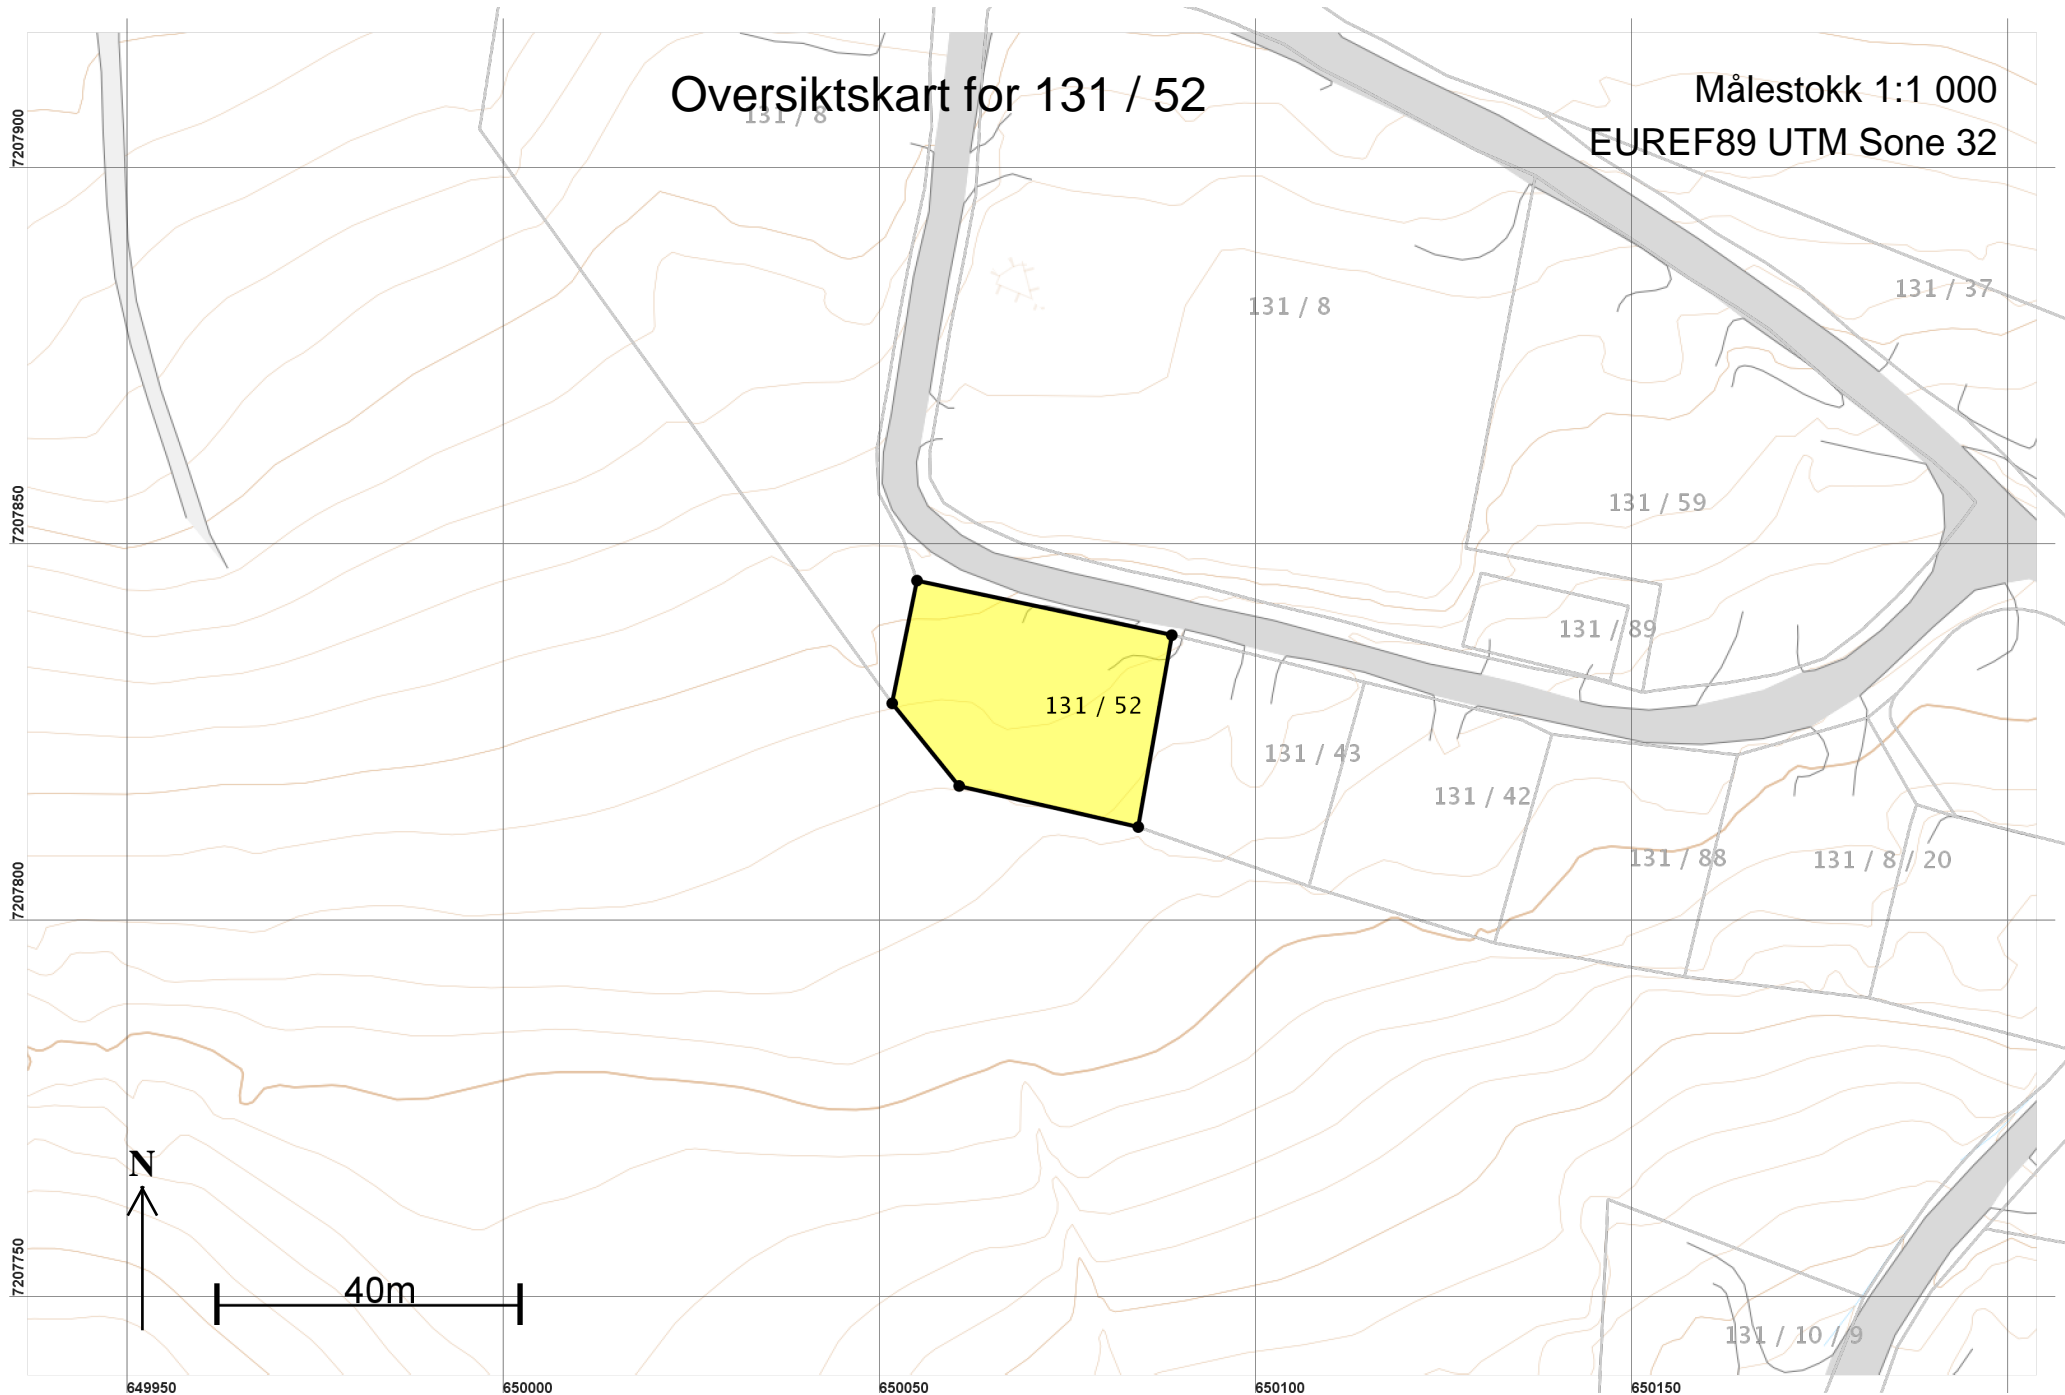 Oversiktskart for 131 / 52
Målestokk 1:1 000
EUREF89 UTM Sone 32
131 / 8
7207900
131 / 37
131 / 8
7207850
131 / 59
131 / 89
131 / 52
131 / 43
131 / 42
131 / 88
131 / 8 / 20
7207800
N
7207750
40m
131 / 10 / 9
649950
650000
650050
650100
650150